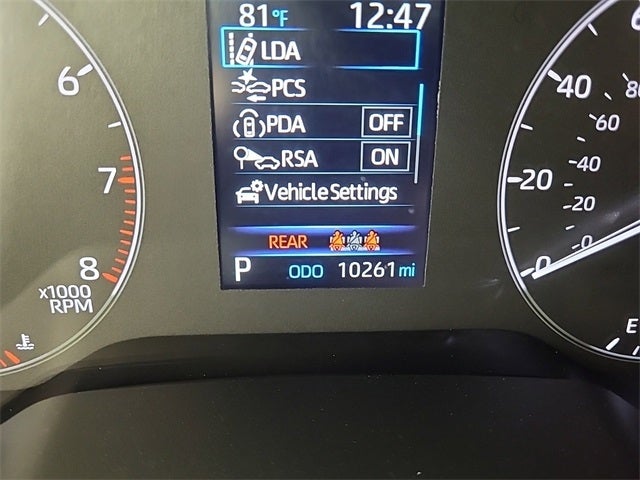 81°F 12:47
LDA
PCS
PDA OFF
RSA ON
Vehicle Settings
REAR
P ODO 10261 mi
6
7
8
x1000
RPM
40
20
0
80
60
40
20
0
E